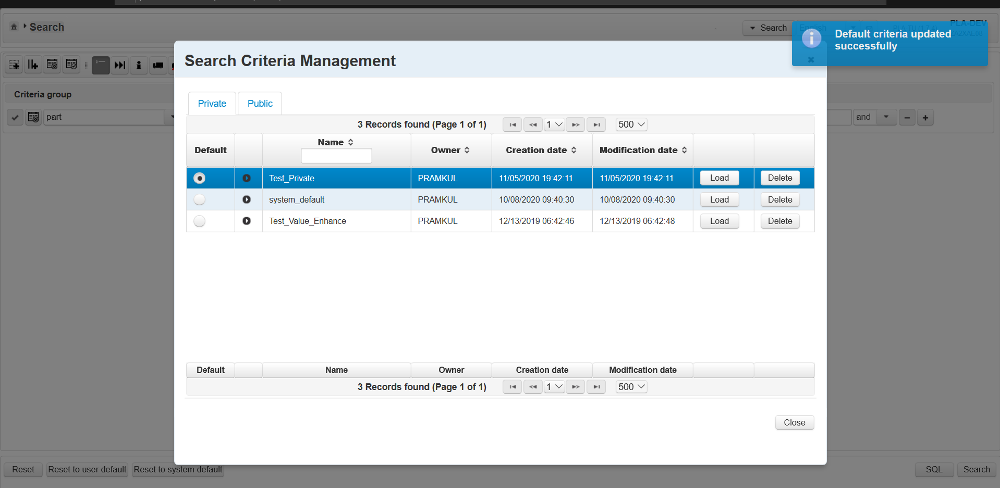 Search
Search
English
PLA-DEV
Default criteria updated
successfully
Search Criteria Management
Criteria group
part
and
Private
Public
3 Records found (Page 1 of 1) 1 500
Default Name Owner Creation date Modification date
Test_Private PRAMKUL 11/05/2020 19:42:11 11/05/2020 19:42:11 Load Delete
system_default PRAMKUL 10/08/2020 09:40:30 10/08/2020 09:40:30 Load Delete
Test_Value_Enhance PRAMKUL 12/13/2019 06:42:46 12/13/2019 06:42:48 Load Delete
Default Name Owner Creation date Modification date
3 Records found (Page 1 of 1) 1 500
Close
Reset Reset to user default Reset to system default SQL Search